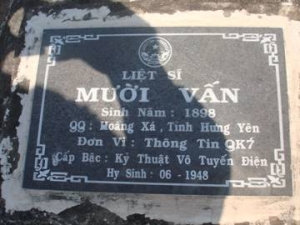 LIỆT SĨ
MƯỜI VẤN
Sinh Năm : 1898
QQ : Hoàng Xá , Tỉnh Hưng Yên
Đơn Vị : Thông Tin QK7
Cấp Bậc : Kỹ Thuật Vô Tuyến Điện
Hy Sinh : 06 - 1948